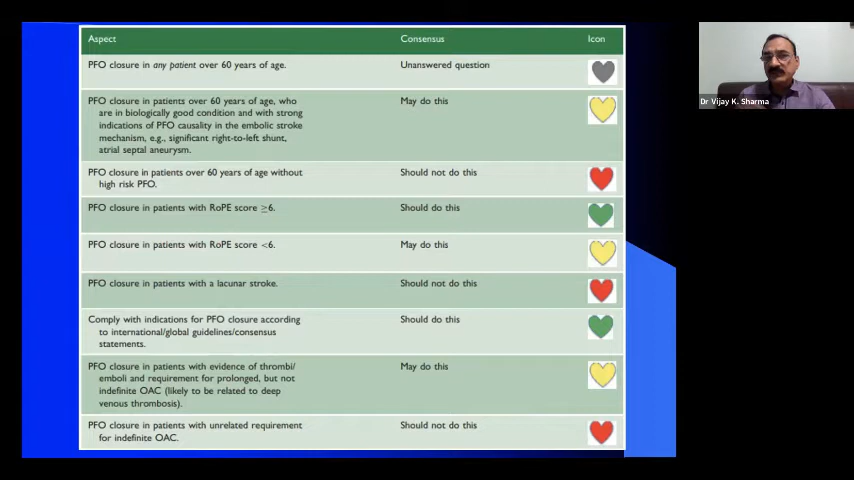 Aspect Consensus Icon
PFO closure in any patient over 60 years of age. Unanswered question
PFO closure in patients over 60 years of age, who May do this
are in biologically good condition and with strong
indications of PFO causality in the embolic stroke
mechanism, e.g., significant right-to-left shunt,
atrial septal aneurysm.
PFO closure in patients over 60 years of age without Should not do this
high risk PFO.
PFO closure in patients with RoPE score ≥6. Should do this
PFO closure in patients with RoPE score <6. May do this
PFO closure in patients with a lacunar stroke. Should not do this
Comply with indications for PFO closure according Should do this
to international/global guidelines/consensus
statements.
PFO closure in patients with evidence of thrombi/ May do this
emboli and requirement for prolonged, but not
indefinite OAC (likely to be related to deep
venous thrombosis).
PFO closure in patients with unrelated requirement Should not do this
for indefinite OAC.
Dr Vijay K. Sharma